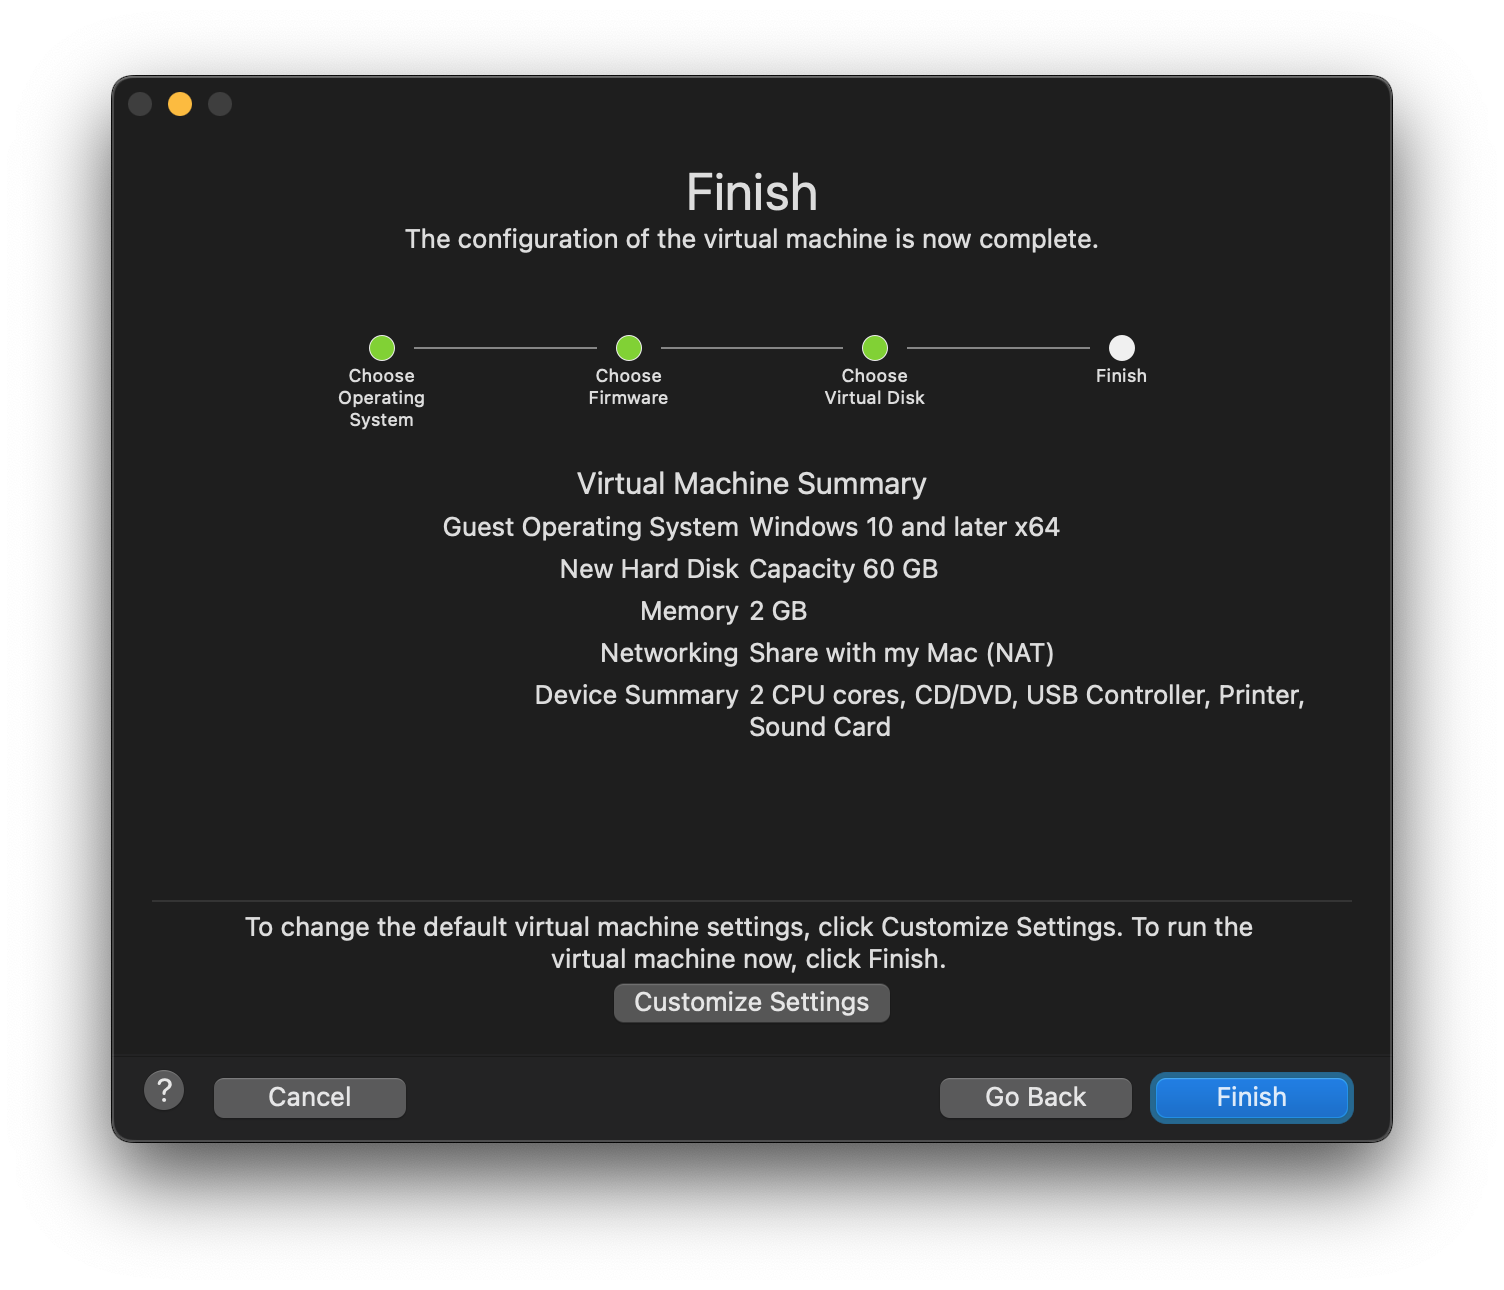 Finish
The configuration of the virtual machine is now complete.
Choose
Operating
System
Choose
Firmware
Choose
Virtual Disk
Finish
Virtual Machine Summary
Guest Operating System Windows 10 and later x64
New Hard Disk Capacity 60 GB
Memory 2 GB
Networking Share with my Mac (NAT)
Device Summary 2 CPU cores, CD/DVD, USB Controller, Printer,
Sound Card
To change the default virtual machine settings, click Customize Settings. To run the
virtual machine now, click Finish.
Customize Settings
? Cancel Go Back Finish